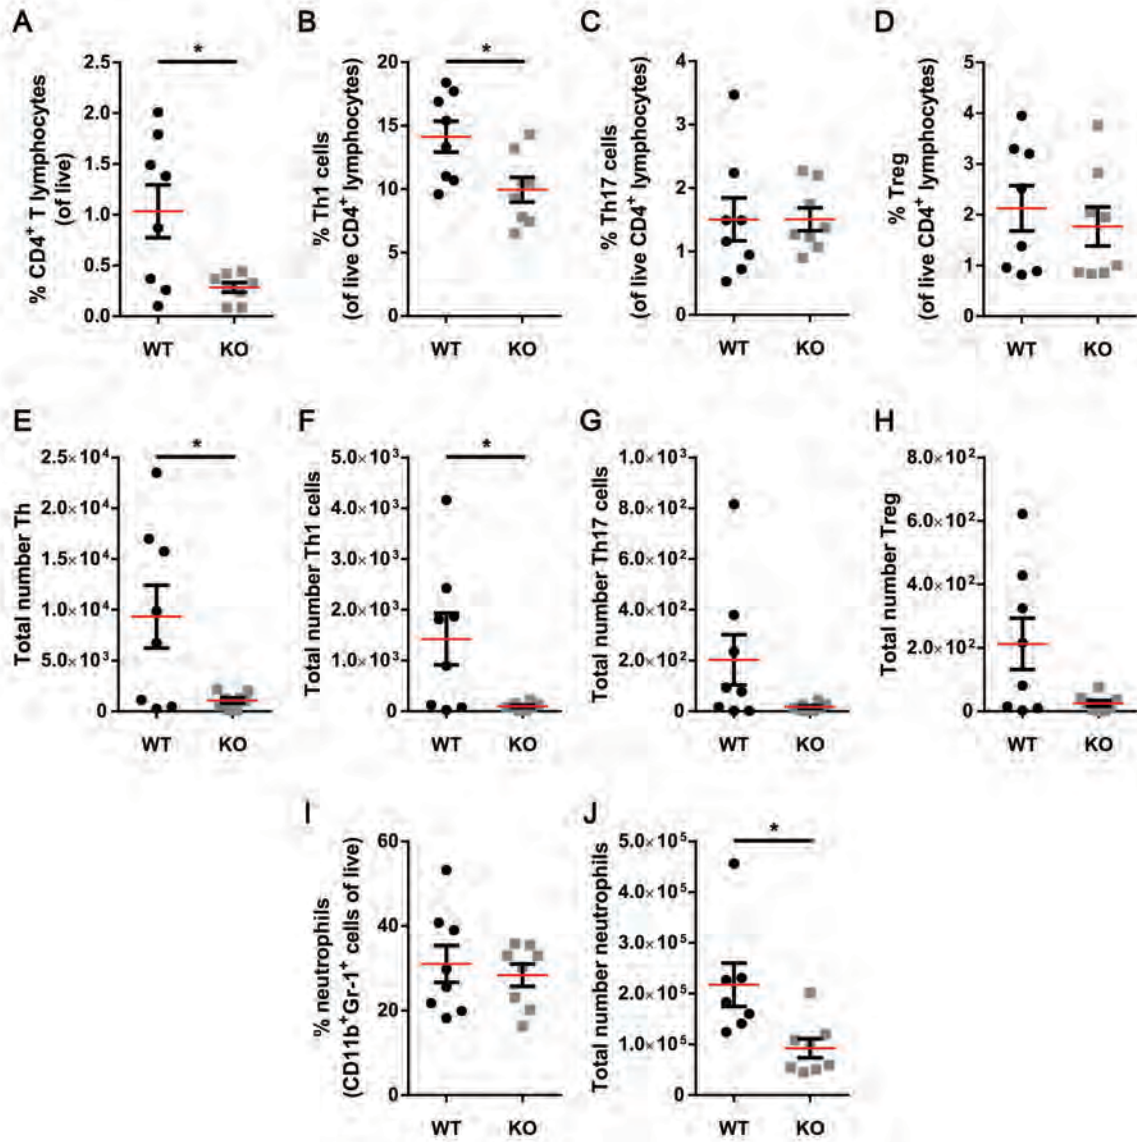 A
% CD4⁺ T lymphocytes
(of live)
2.5
2.0
1.5
1.0
0.5
0.0
*
WT
KO
B
% Th1 cells
(of live CD4⁺ lymphocytes)
20
15
10
5
0
*
WT
KO
C
% Th17 cells
(of live CD4⁺ lymphocytes)
4
3
2
1
0
WT
KO
D
% Treg
(of live CD4⁺ lymphocytes)
5
4
3
2
1
0
WT
KO
E
Total number Th
2.5×10⁴
2.0×10⁴
1.5×10⁴
1.0×10⁴
5.0×10³
0
*
WT
KO
F
Total number Th1 cells
5.0×10³
4.0×10³
3.0×10³
2.0×10³
1.0×10³
0
*
WT
KO
G
Total number Th17 cells
1.0×10³
8.0×10²
6.0×10²
4.0×10²
2.0×10²
0
WT
KO
H
Total number Treg
8.0×10²
6.0×10²
4.0×10²
2.0×10²
0
WT
KO
I
% neutrophils
(CD11b⁺Gr-1⁺ cells of live)
60
40
20
0
WT
KO
J
Total number neutrophils
5.0×10⁵
4.0×10⁵
3.0×10⁵
2.0×10⁵
1.0×10⁵
0
*
WT
KO